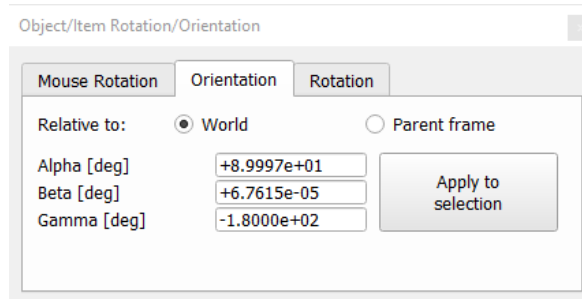 Object/Item Rotation/Orientation
Mouse Rotation Orientation Rotation
Relative to: World Parent frame
Alpha [deg] +8.9997e+01
Beta [deg] +6.7615e-05
Gamma [deg] -1.8000e+02
Apply to
selection